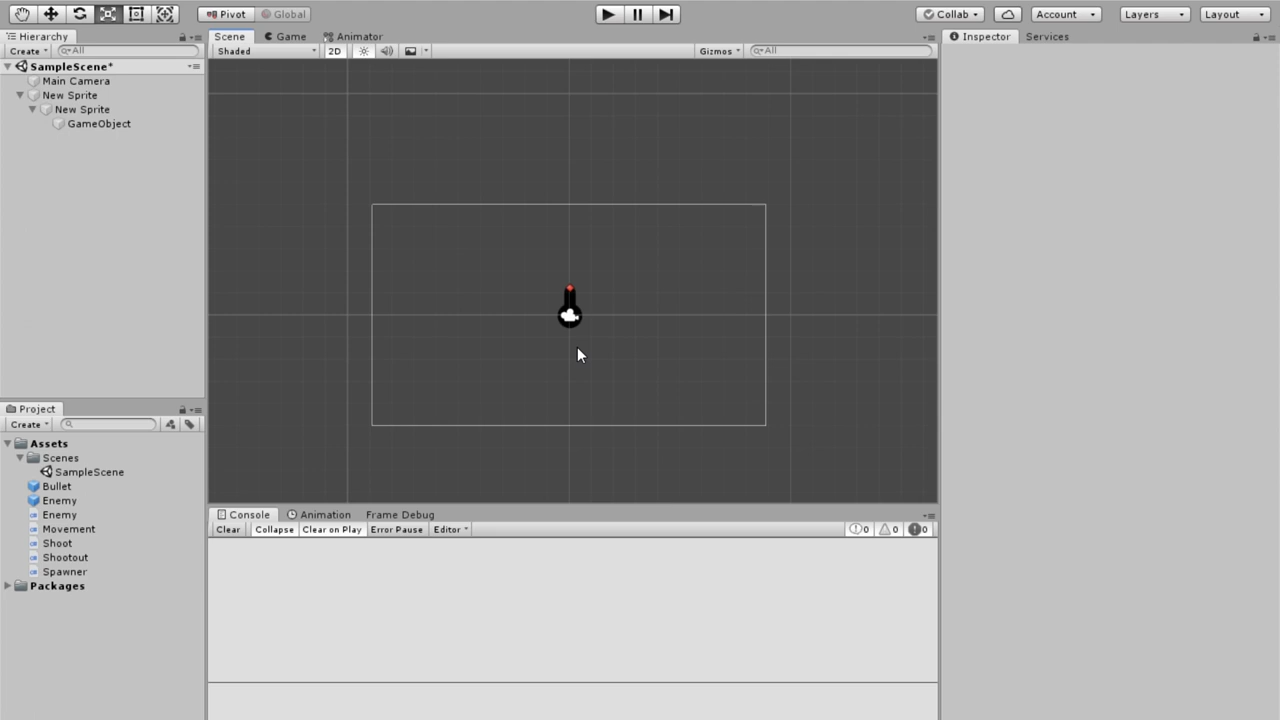 Pivot Global Collab Account Layers Layout
Hierarchy
Create All
SampleScene*
Main Camera
New Sprite
New Sprite
GameObject
Scene Game Animator
Shaded 2D Gizmos All
Inspector Services
Project
Create
Assets
Scenes
SampleScene
Bullet
Enemy
Enemy
Movement
Shoot
Shootout
Spawner
Packages
Console Animation Frame Debug
Clear Collapse Clear on Play Error Pause Editor 0 0 0